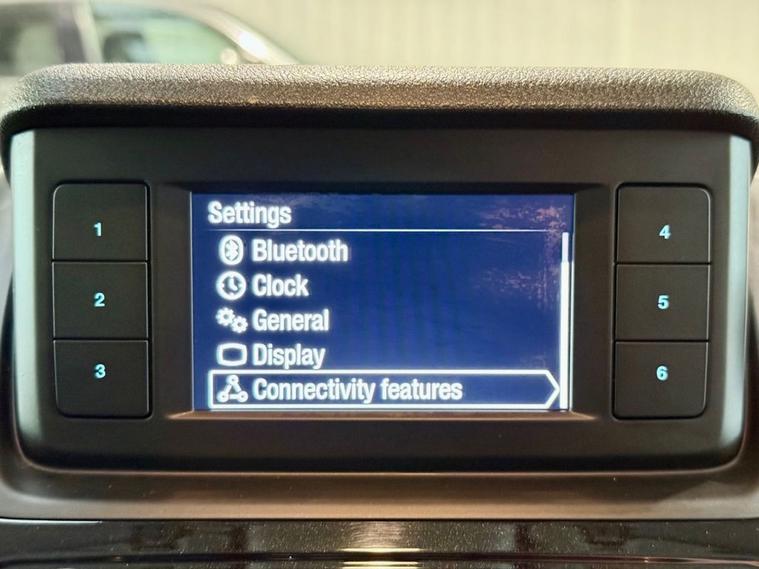 Settings
Bluetooth
Clock
General
Display
Connectivity features
1
2
3
4
5
6